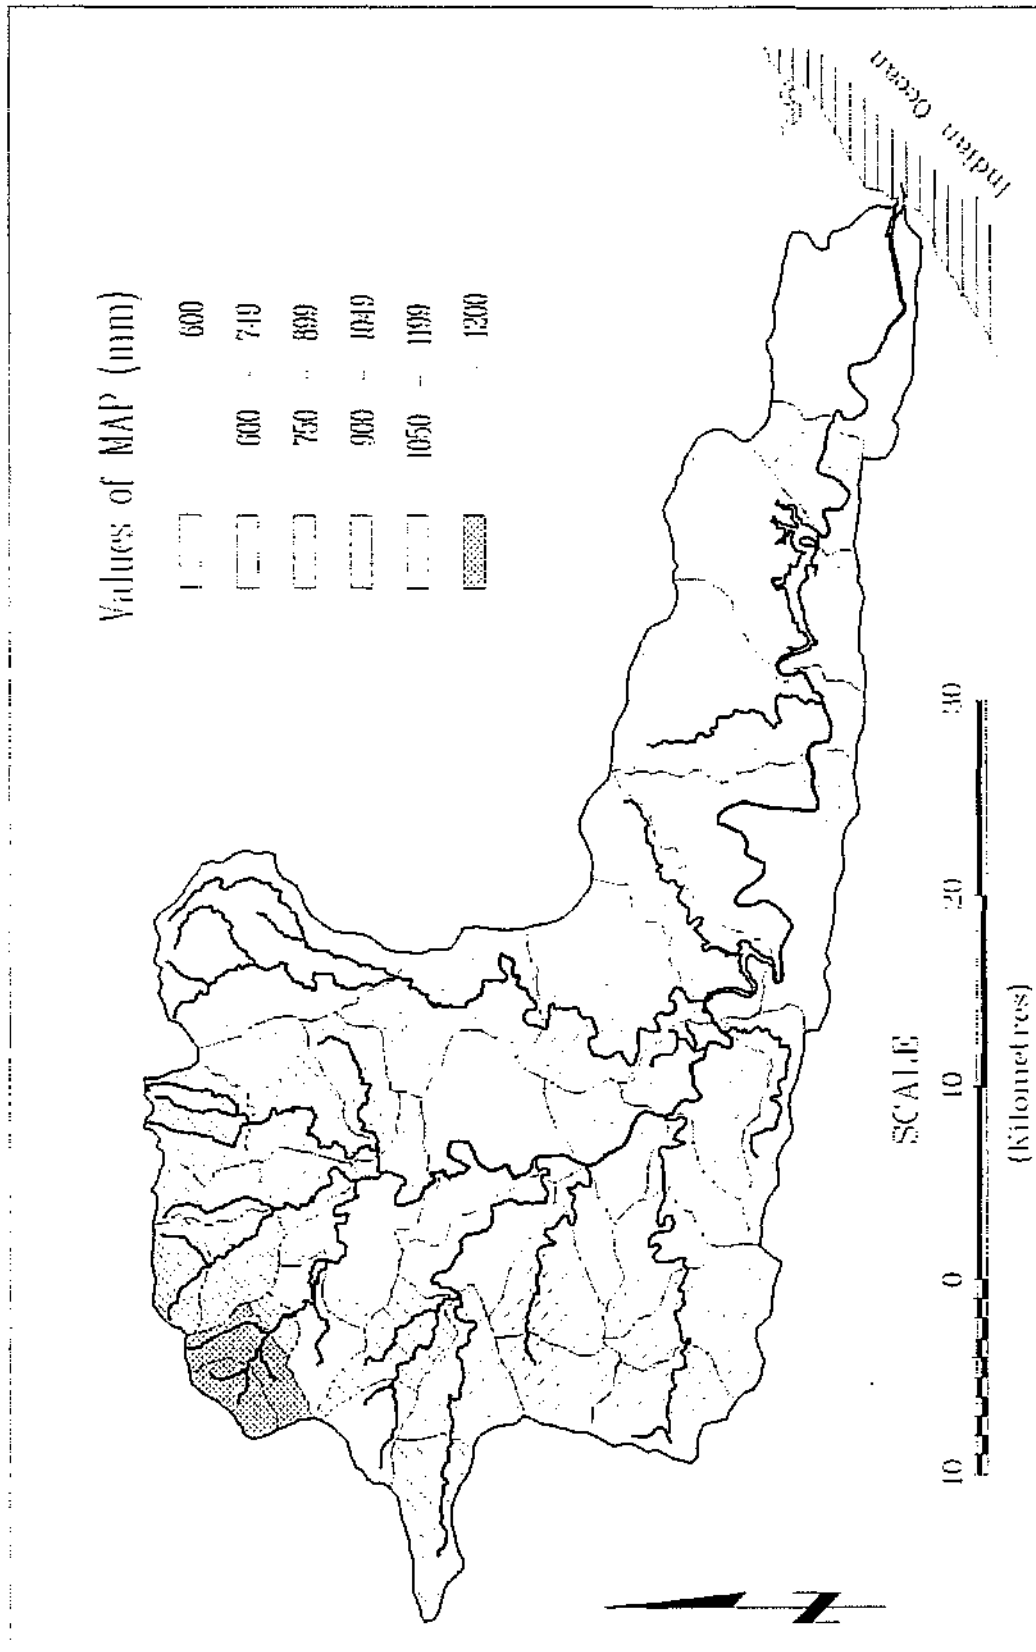 Values of MAP (mm)
600
600 - 749
750 - 899
900 - 1049
1050 - 1199
1200
Indian Ocean
SCALE
10 0 10 20 30
(Kilometres)
N